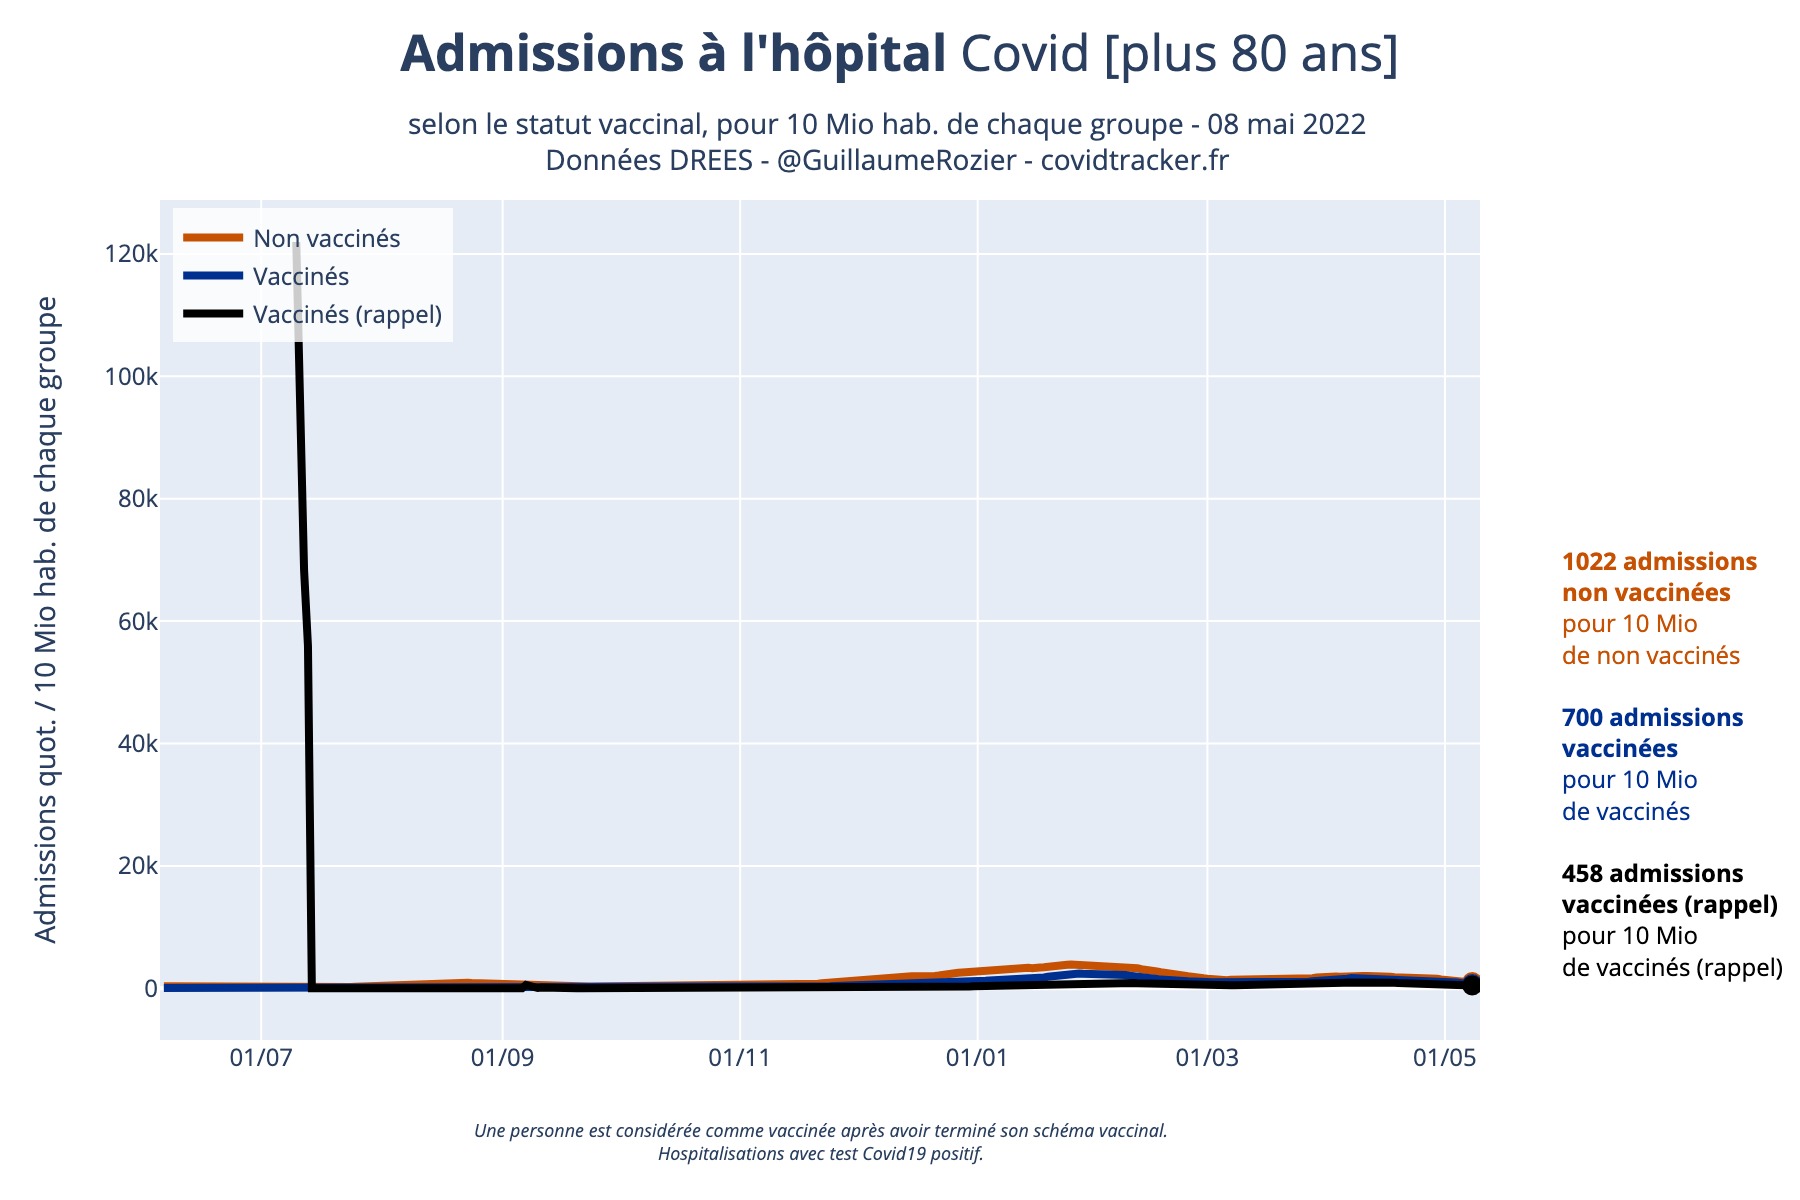 Admissions à l'hôpital Covid [plus 80 ans]
selon le statut vaccinal, pour 10 Mio hab. de chaque groupe - 08 mai 2022
Données DREES - @GuillaumeRozier - covidtracker.fr
Admissions quot. / 10 Mio hab. de chaque groupe
120k
100k
80k
60k
40k
20k
0
Non vaccinés
Vaccinés
Vaccinés (rappel)
01/07
01/09
01/11
01/01
01/03
01/05
1022 admissions
non vaccinées
pour 10 Mio
de non vaccinés
700 admissions
vaccinées
pour 10 Mio
de vaccinés
458 admissions
vaccinées (rappel)
pour 10 Mio
de vaccinés (rappel)
Une personne est considérée comme vaccinée après avoir terminé son schéma vaccinal.
Hospitalisations avec test Covid19 positif.